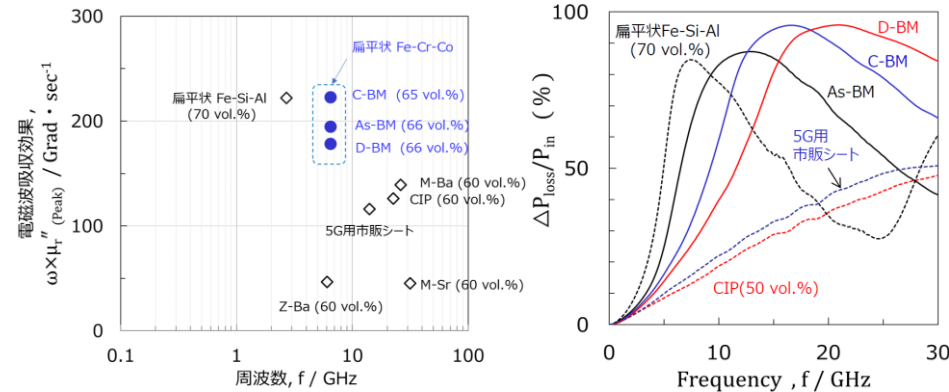 電磁波吸収効果,
ω×μr″ (Peak) / Grad・sec-1
300
200
100
0
0.1
1
10
100
周波数, f / GHz
扁平状 Fe-Cr-Co
扁平状 Fe-Si-Al
(70 vol.%)
C-BM (65 vol.%)
As-BM (66 vol.%)
D-BM (66 vol.%)
M-Ba (60 vol.%)
CIP (60 vol.%)
5G用市販シート
Z-Ba (60 vol.%)
M-Sr (60 vol.%)
ΔPloss/Pin (%)
100
50
0
0
10
20
30
Frequency , f / GHz
扁平状Fe-Si-Al
(70 vol.%)
D-BM
C-BM
As-BM
5G用
市販シート
CIP(50 vol.%)